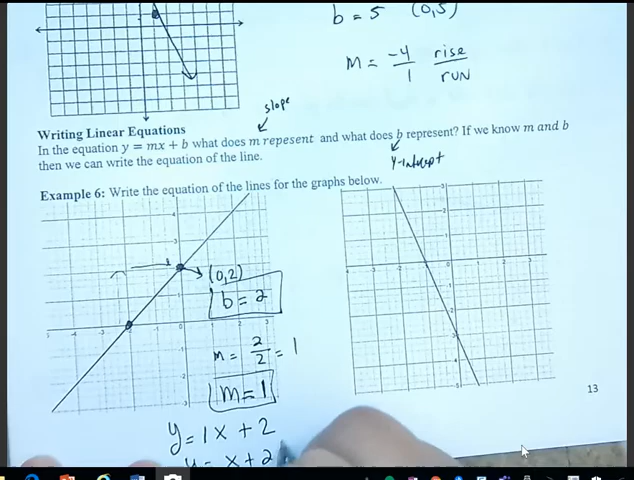 b = 5 (0,5)
m = -4/1 rise/run
slope
Writing Linear Equations
In the equation y = mx + b what does m repesent and what does b represent? If we know m and b
then we can write the equation of the line.
y-intercept
Example 6: Write the equation of the lines for the graphs below.
(0,2)
b = 2
m = 2/2 = 1
m = 1
y = 1x + 2
y = x + 2
13